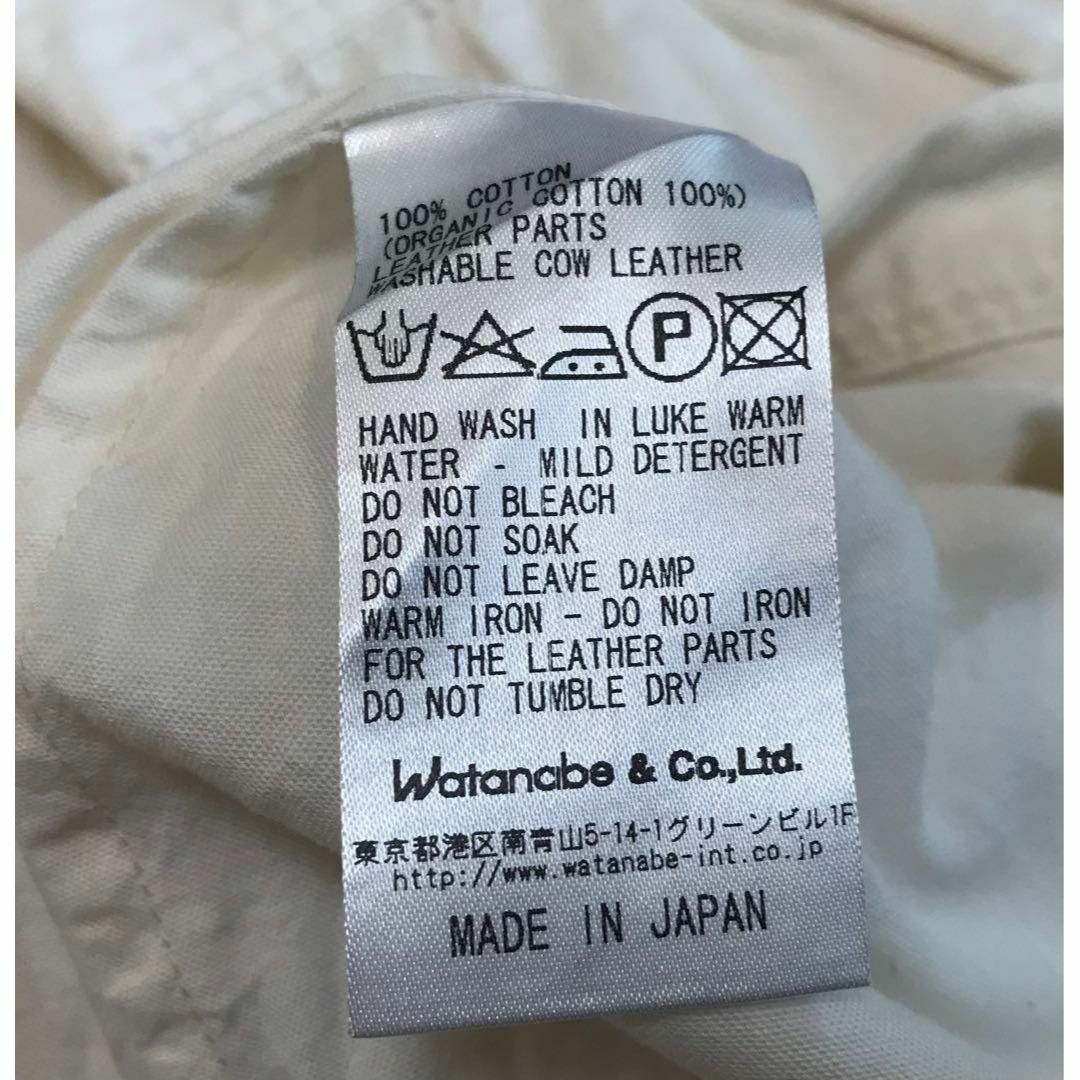 100% COTTON
(ORGANIC COTTON 100%)
LEATHER PARTS
WASHABLE COW LEATHER
P
HAND WASH IN LUKE WARM
WATER - MILD DETERGENT
DO NOT BLEACH
DO NOT SOAK
DO NOT LEAVE DAMP
WARM IRON - DO NOT IRON
FOR THE LEATHER PARTS
DO NOT TUMBLE DRY
Watanabe & Co.,Ltd.
東京都港区南青山5-14-1グリーンビル1F
http://www.watanabe-int.co.jp
MADE IN JAPAN